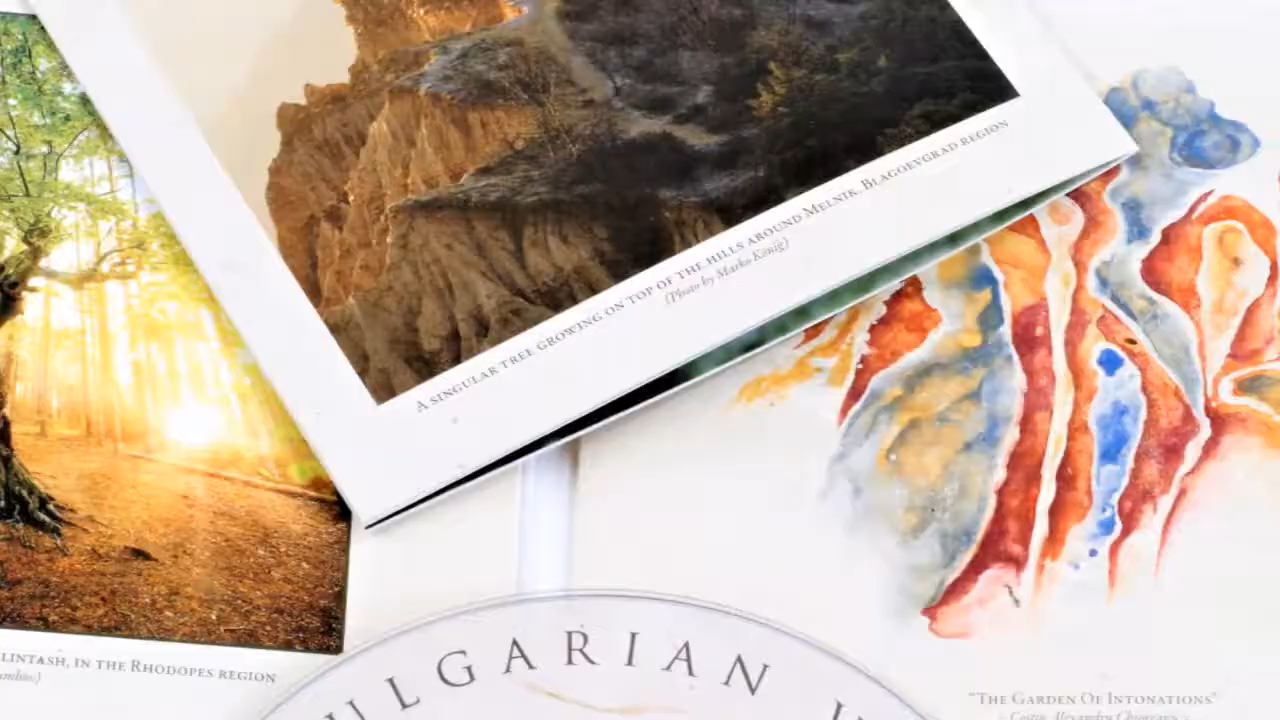 A SINGULAR TREE GROWING ON TOP OF THE HILLS AROUND MELNIK, BLAGOEVGRAD REGION
(Photo by Marko König)
LINTASH, IN THE RHODOPES REGION
ULGARIAN
"THE GARDEN OF INTONATIONS"